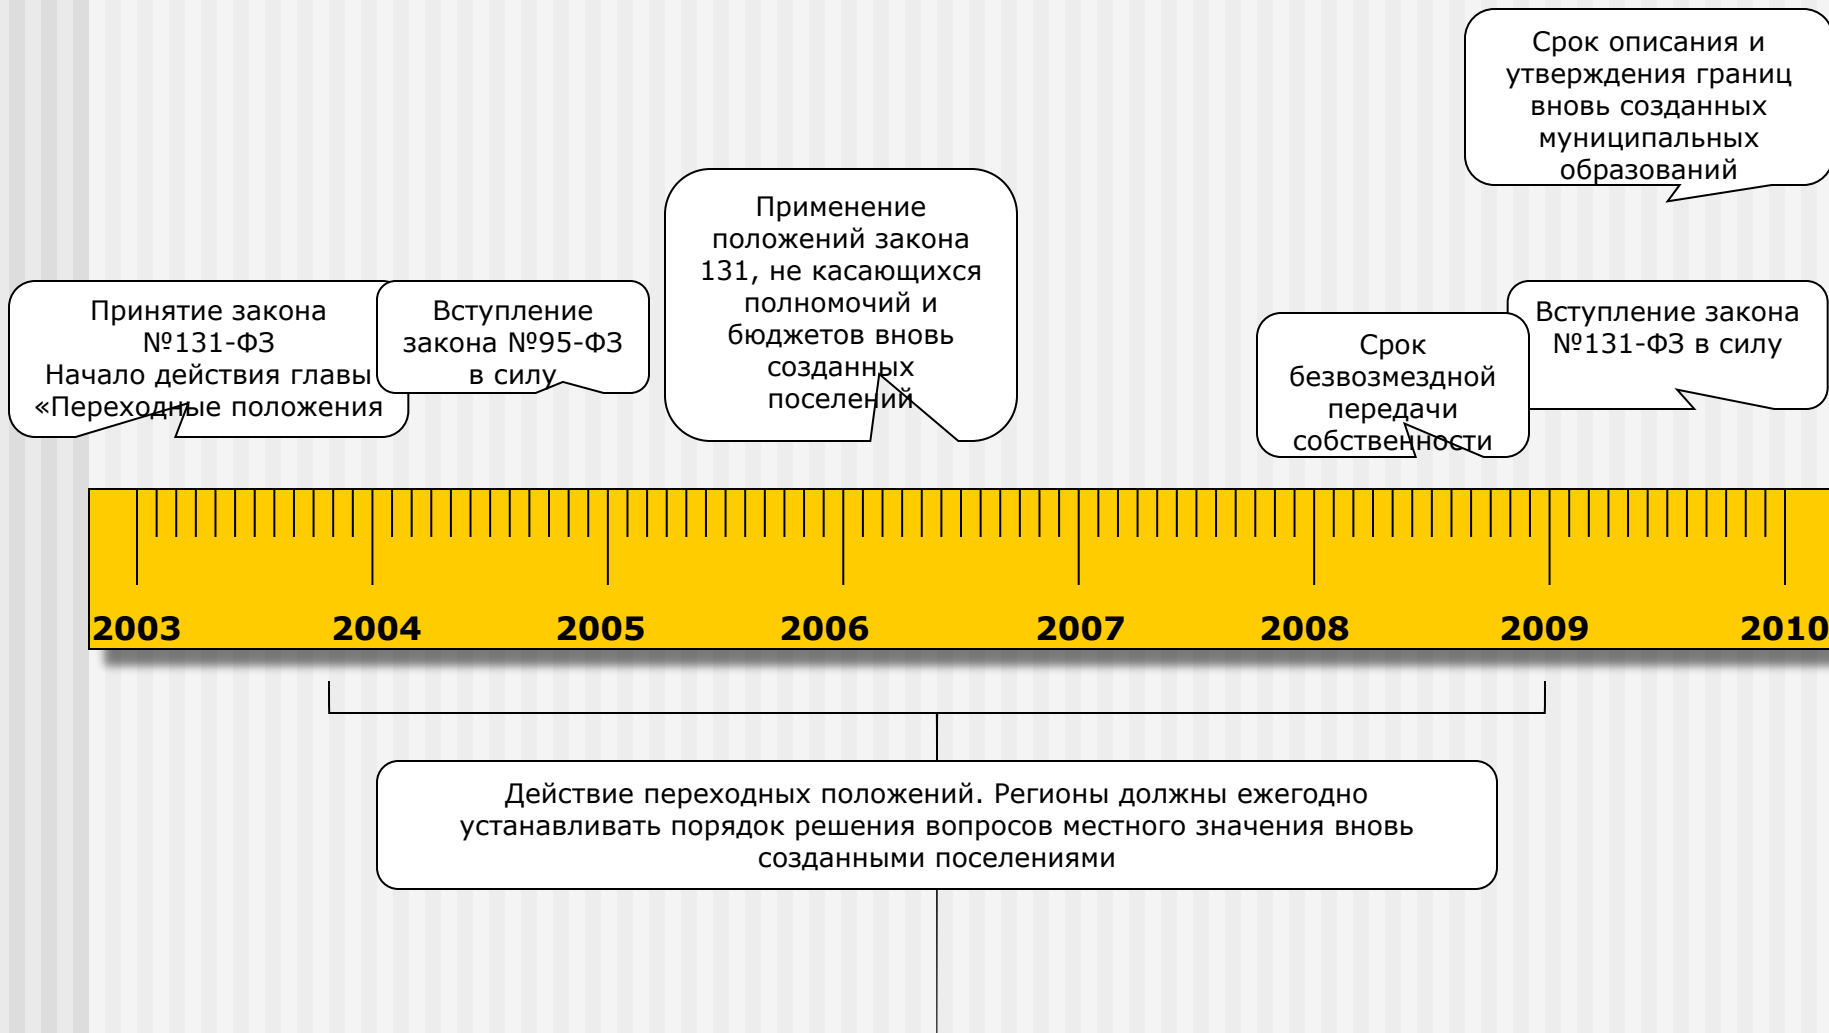 Срок описания и
утверждения границ
вновь созданных
муниципальных
образований
Применение
положений закона
131, не касающихся
полномочий и
бюджетов вновь
созданных
поселений
Принятие закона
№131-ФЗ
Начало действия главы
«Переходные положения
Вступление
закона №95-ФЗ
в силу
Срок
безвозмездной
передачи
собственности
Вступление закона
№131-ФЗ в силу
2003 2004 2005 2006 2007 2008 2009 2010
Действие переходных положений. Регионы должны ежегодно
устанавливать порядок решения вопросов местного значения вновь
созданными поселениями